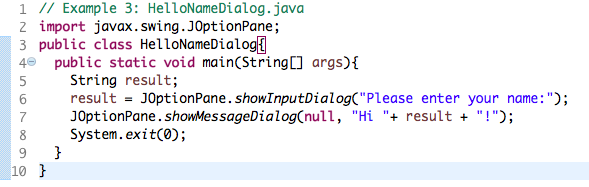 1 // Example 3: HelloNameDialog.java
2 import javax.swing.JOptionPane;
3 public class HelloNameDialog{
4 public static void main(String[] args){
5 String result;
6 result = JOptionPane.showInputDialog("Please enter your name:");
7 JOptionPane.showMessageDialog(null, "Hi "+ result + "!");
8 System.exit(0);
9 }
10 }